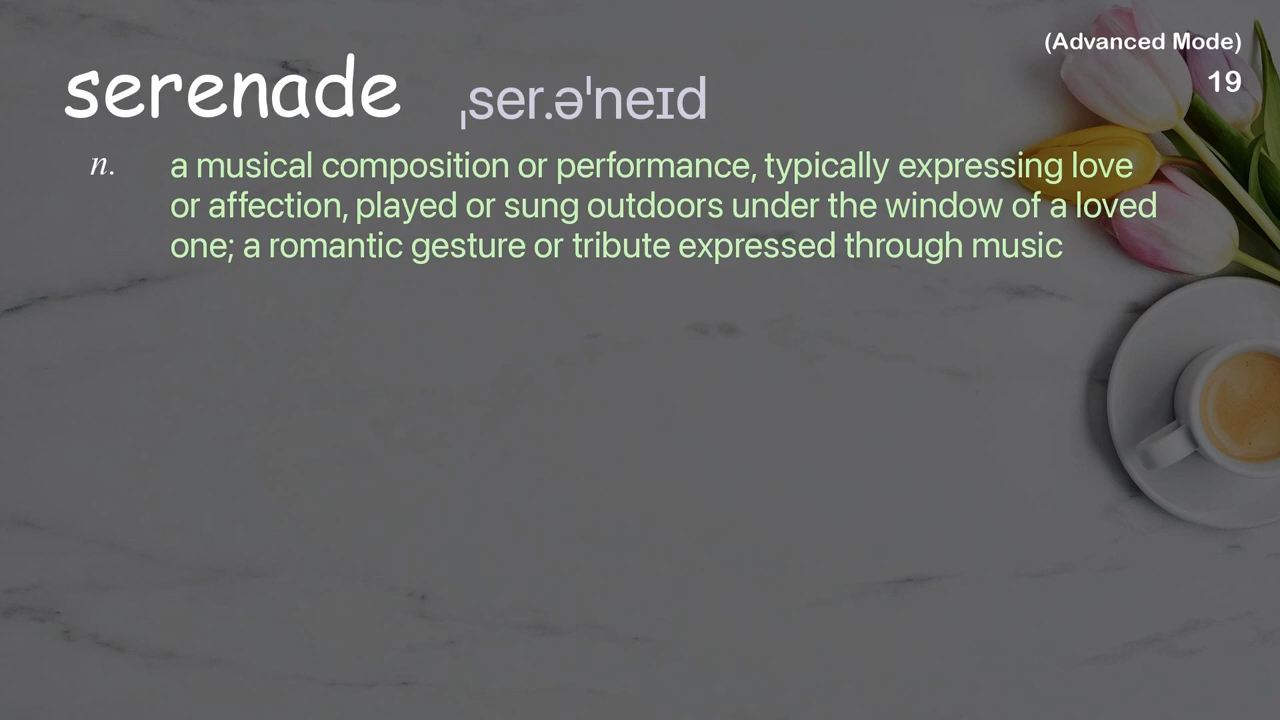 (Advanced Mode)
serenade ˌser.əˈneɪd
19
n. a musical composition or performance, typically expressing love
or affection, played or sung outdoors under the window of a loved
one; a romantic gesture or tribute expressed through music